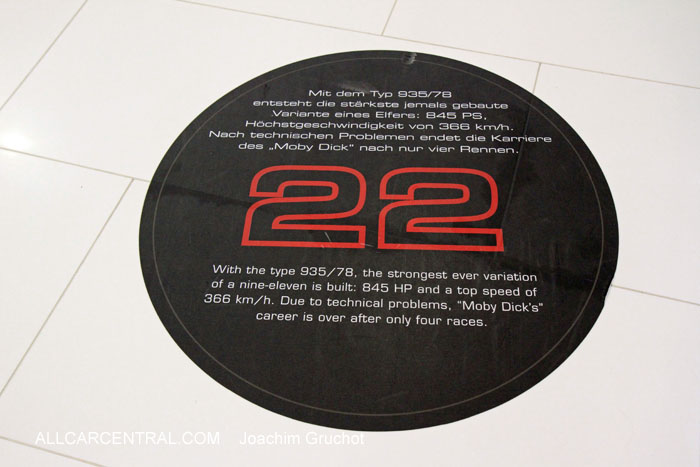 Mit dem Typ 935/78
entsteht die stärkste jemals gebaute
Variante eines Elfers: 845 PS,
Höchstgeschwindigkeit von 366 km/h.
Nach technischen Problemen endet die Karriere
des „Moby Dick“ nach nur vier Rennen.
22
With the type 935/78, the strongest ever variation
of a nine-eleven is built: 845 HP and a top speed of
366 km/h. Due to technical problems, “Moby Dick’s”
career is over after only four races.
ALLCARCENTRAL.COM Joachim Gruchot